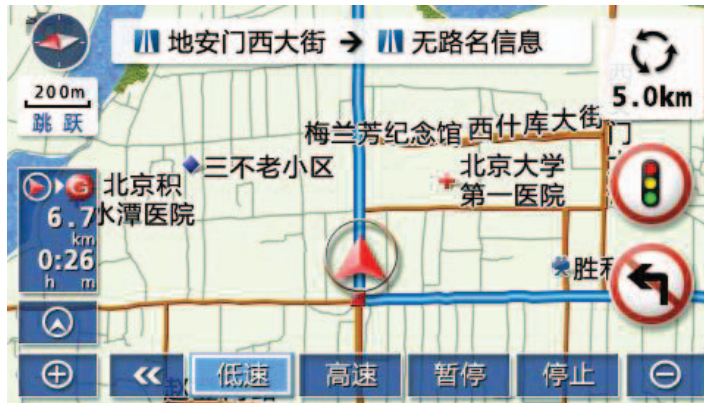 地安门西大街 → 无路名信息
200m
跳跃
5.0km
梅兰芳纪念馆
西什库大街
三不老小区
北京大学
第一医院
北京积
水潭医院
G
6.7
km
0:26
h m
胜利
低速
高速
暂停
停止